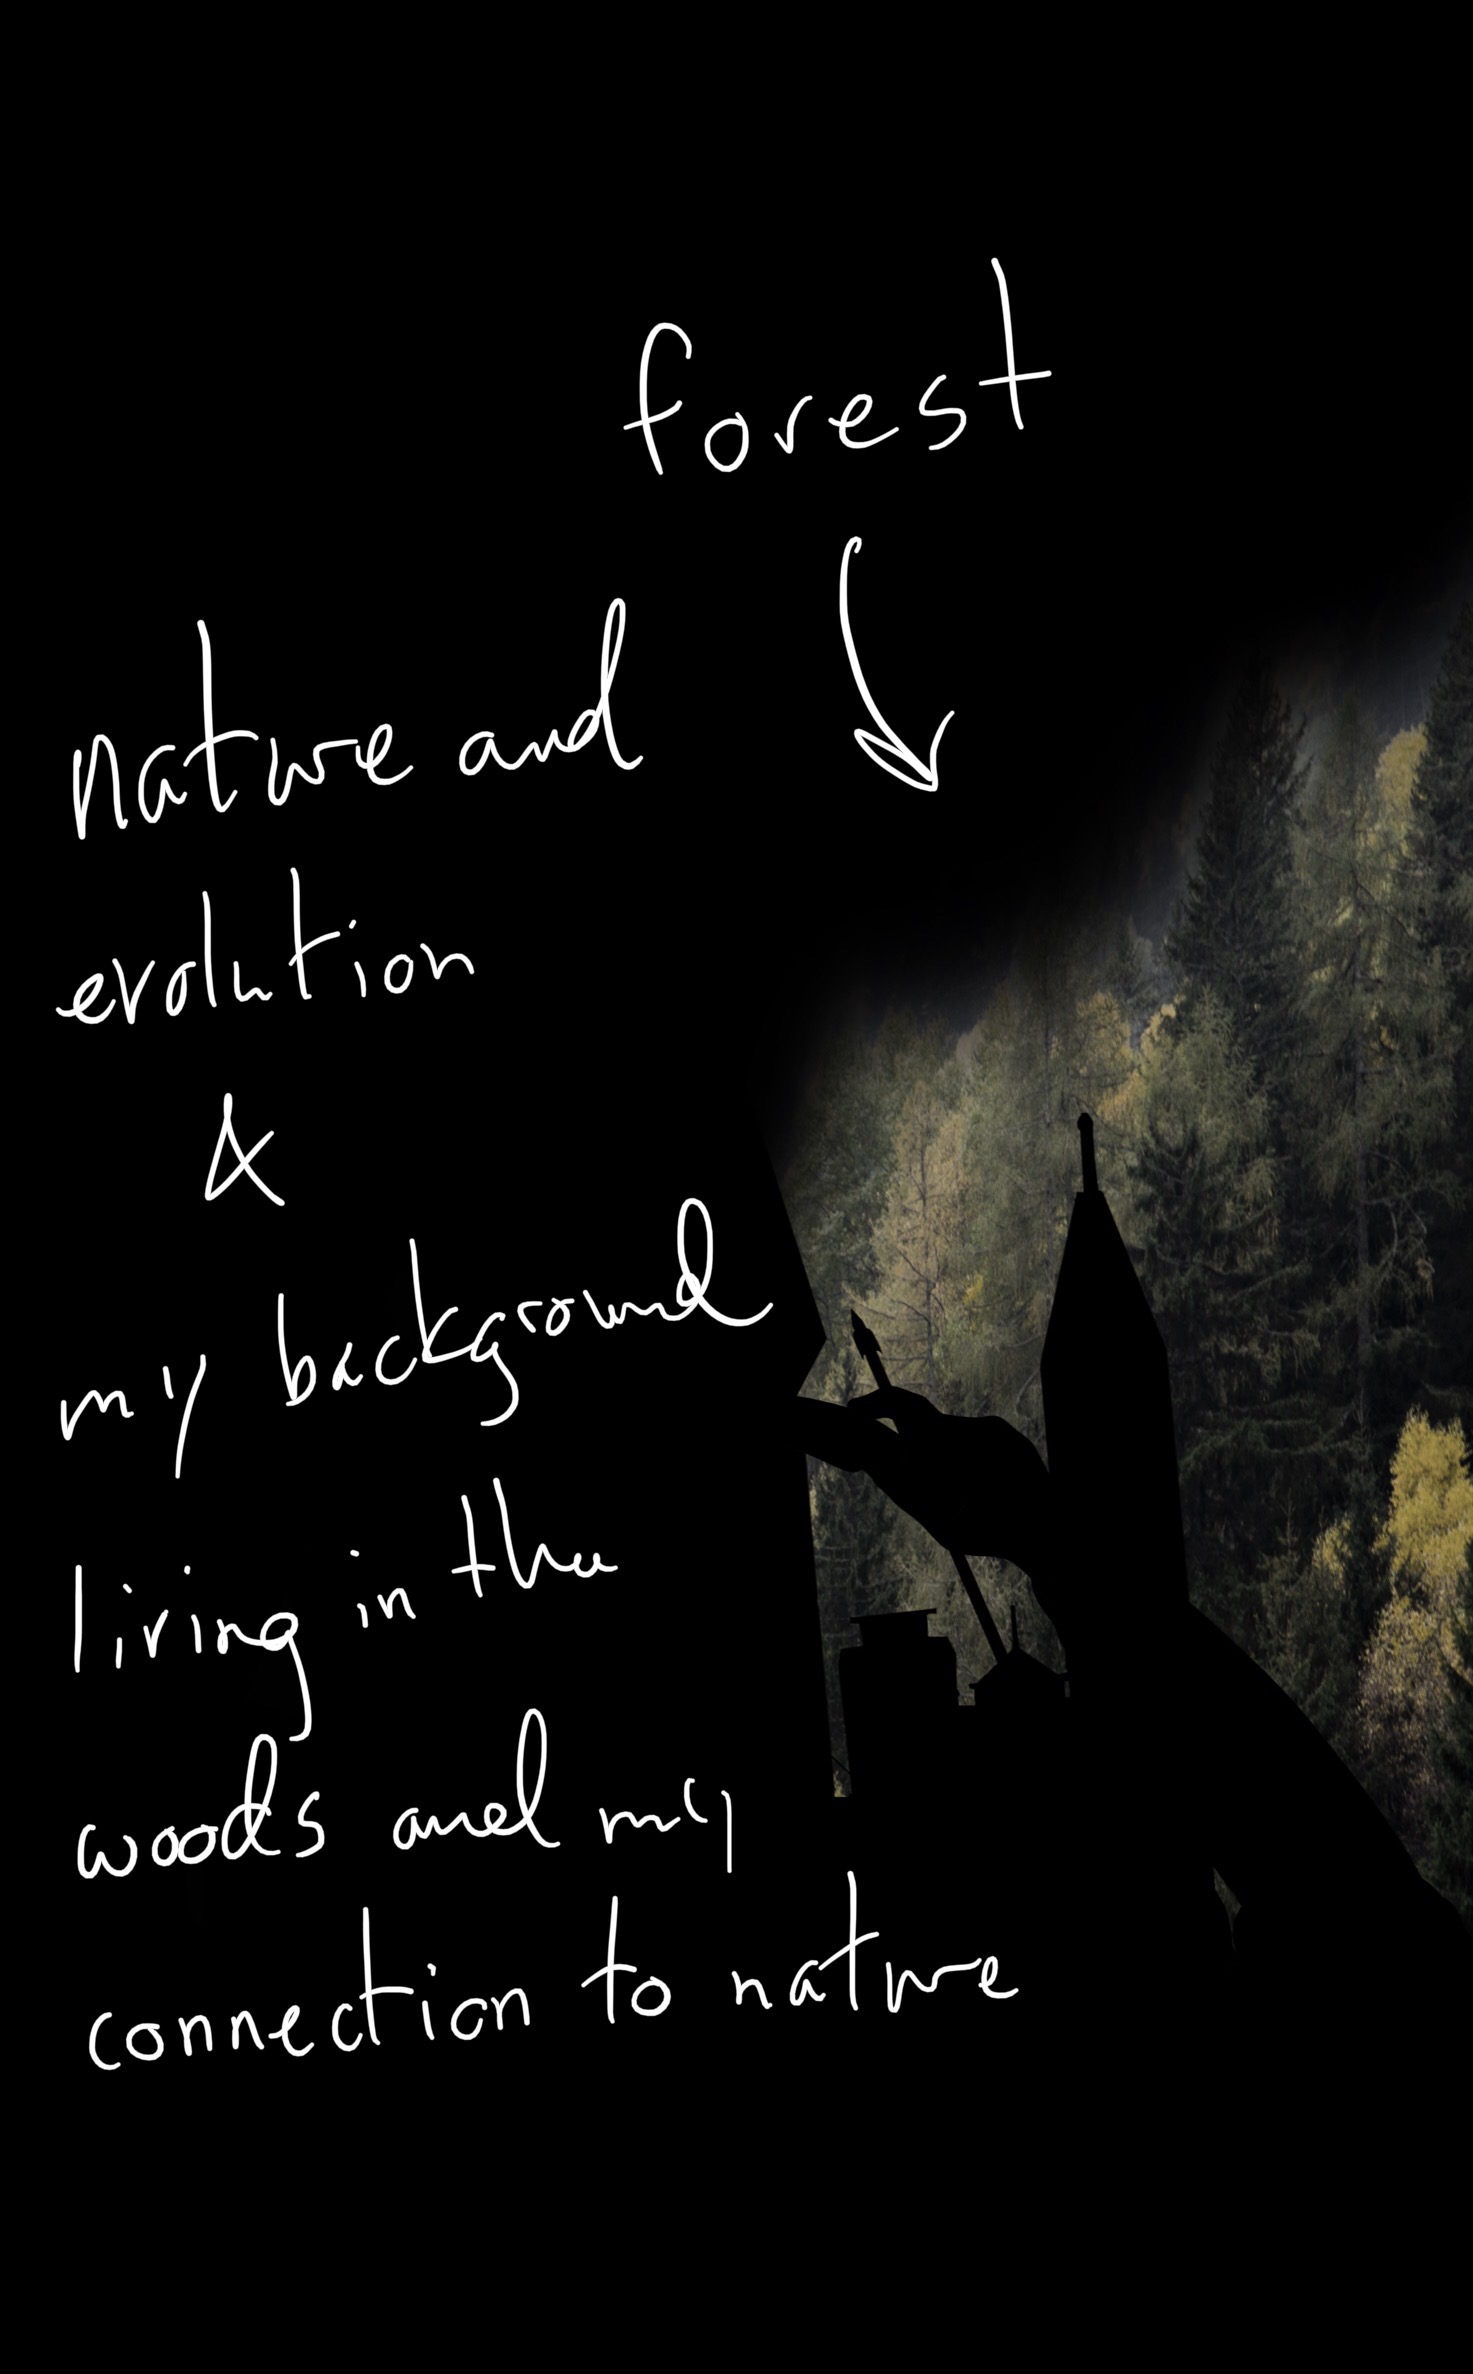 forest
nature and
evolution
&
my background
living in the
woods and my
connection to nature